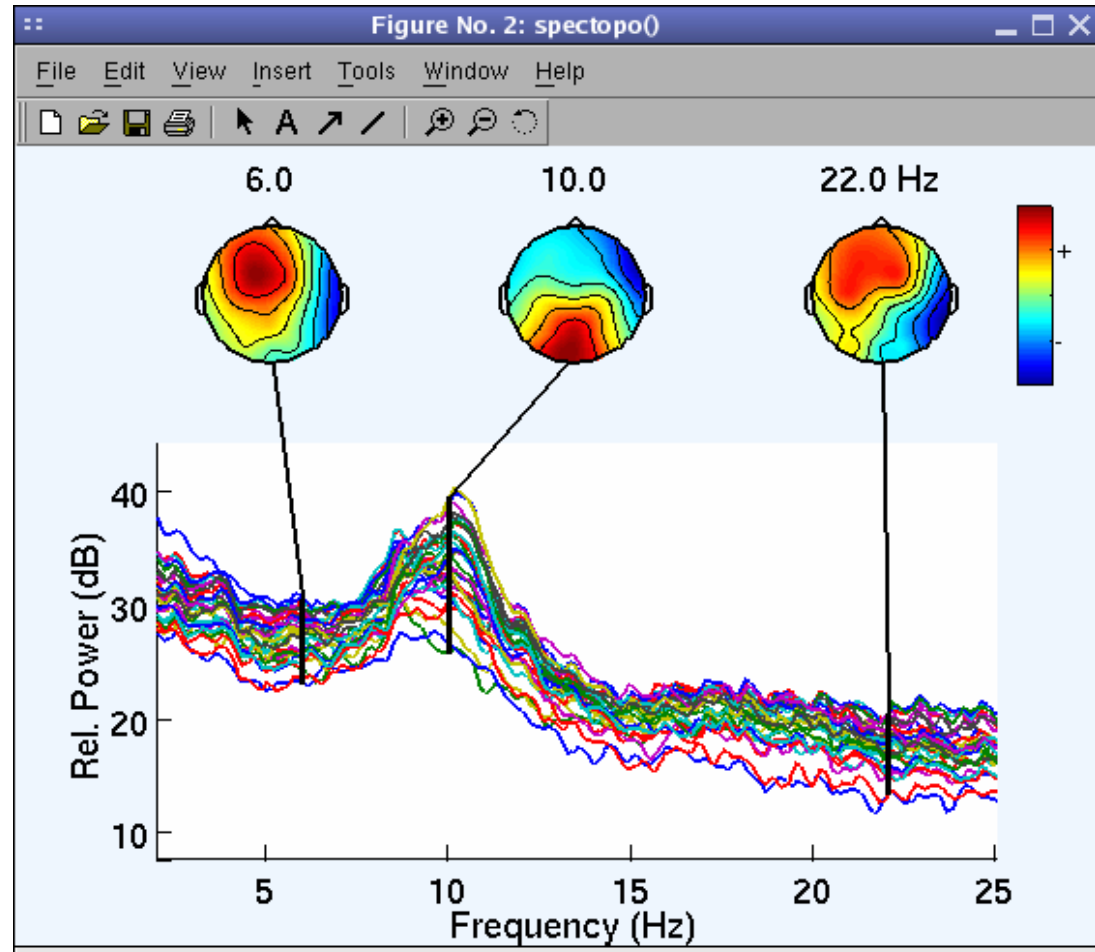 Figure No. 2: spectopo()
File Edit View Insert Tools Window Help
A
6.0 10.0 22.0 Hz
+
-
40
30
20
10
Rel. Power (dB)
5 10 15 20 25
Frequency (Hz)